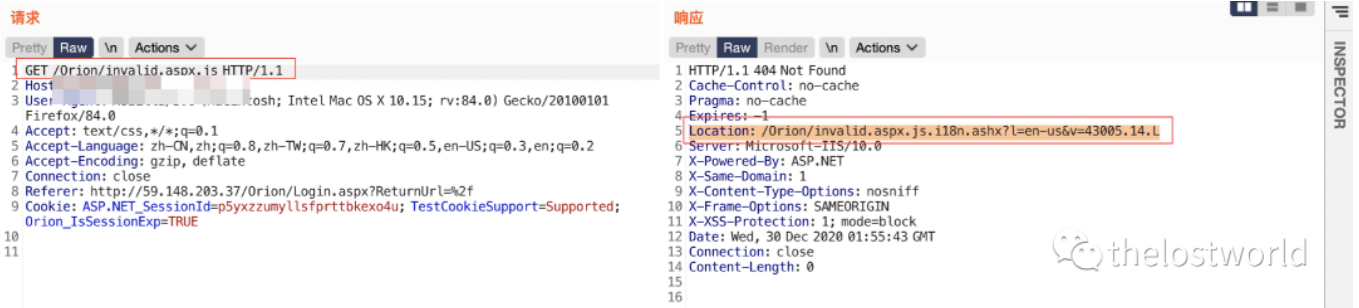 请求
Pretty Raw \n Actions
1 GET /Orion/invalid.aspx.js HTTP/1.1
2 Host
3 User
(Macintosh; Intel Mac OS X 10.15; rv:84.0) Gecko/20100101
Firefox/84.0
4 Accept: text/css,*/*;q=0.1
5 Accept-Language: zh-CN,zh;q=0.8,zh-TW;q=0.7,zh-HK;q=0.5,en-US;q=0.3,en;q=0.2
6 Accept-Encoding: gzip, deflate
7 Connection: close
8 Referer: http://59.148.203.37/Orion/Login.aspx?ReturnUrl=%2f
9 Cookie: ASP.NET_SessionId=p5yxzzumyllsfprttbkexo4u; TestCookieSupport=Supported;
Orion_IsSessionExp=TRUE
10
11
响应
Pretty Raw Render \n Actions
1 HTTP/1.1 404 Not Found
2 Cache-Control: no-cache
3 Pragma: no-cache
4 Expires: -1
5 Location: /Orion/invalid.aspx.js.i18n.ashx?l=en-us&v=43005.14.L
6 Server: Microsoft-IIS/10.0
7 X-Powered-By: ASP.NET
8 X-Same-Domain: 1
9 X-Content-Type-Options: nosniff
10 X-Frame-Options: SAMEORIGIN
11 X-XSS-Protection: 1; mode=block
12 Date: Wed, 30 Dec 2020 01:55:43 GMT
13 Connection: close
14 Content-Length: 0
15
16
INSPECTOR
thelostworld